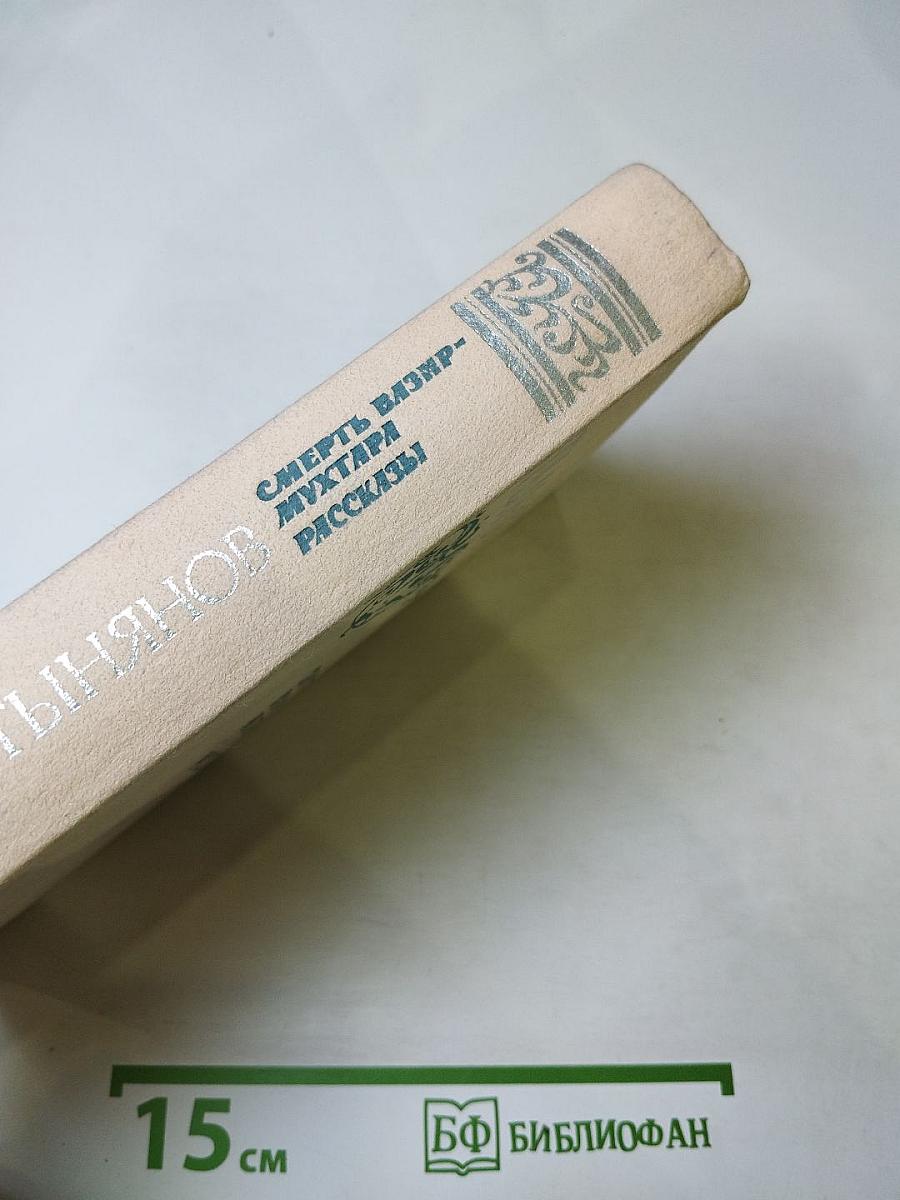 ТЫНЯНОВ
СМЕРТЬ ВАЗИР-
МУХТАРА
РАССКАЗЫ
15 см
БФ БИБЛИОФАН